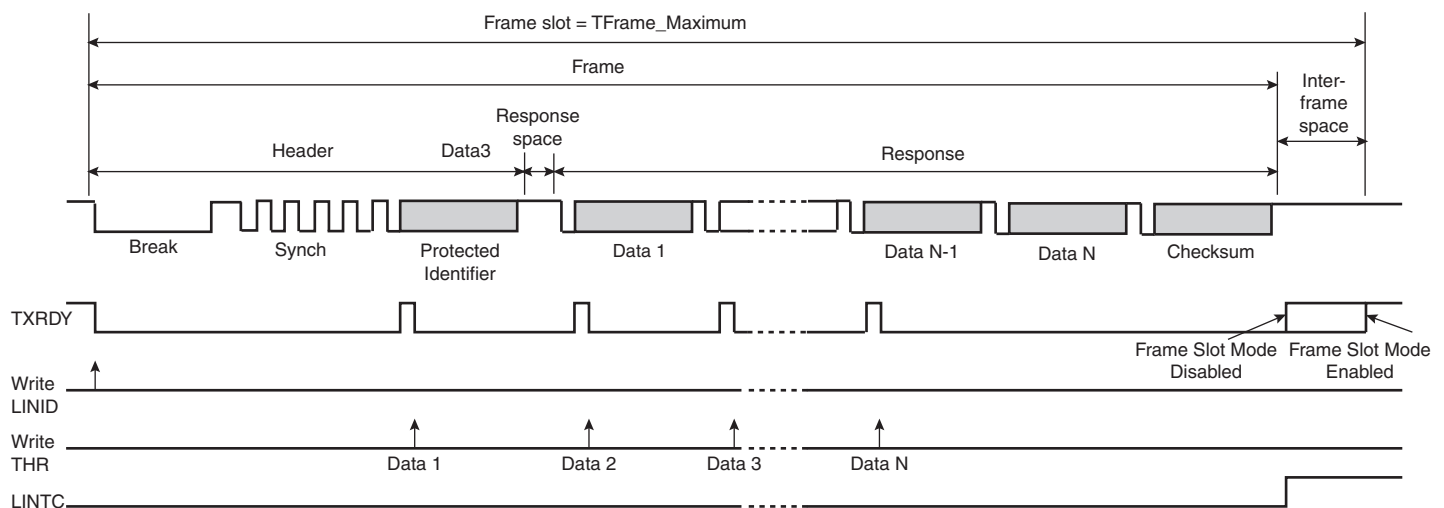 Frame slot = TFrame_Maximum
Frame
Inter-
frame
space
Response
space
Header
Data3
Response
Break
Synch
Protected
Identifier
Data 1
Data N-1
Data N
Checksum
TXRDY
Frame Slot Mode
Disabled
Frame Slot Mode
Enabled
Write
LINID
Write
THR
Data 1
Data 2
Data 3
Data N
LINTC